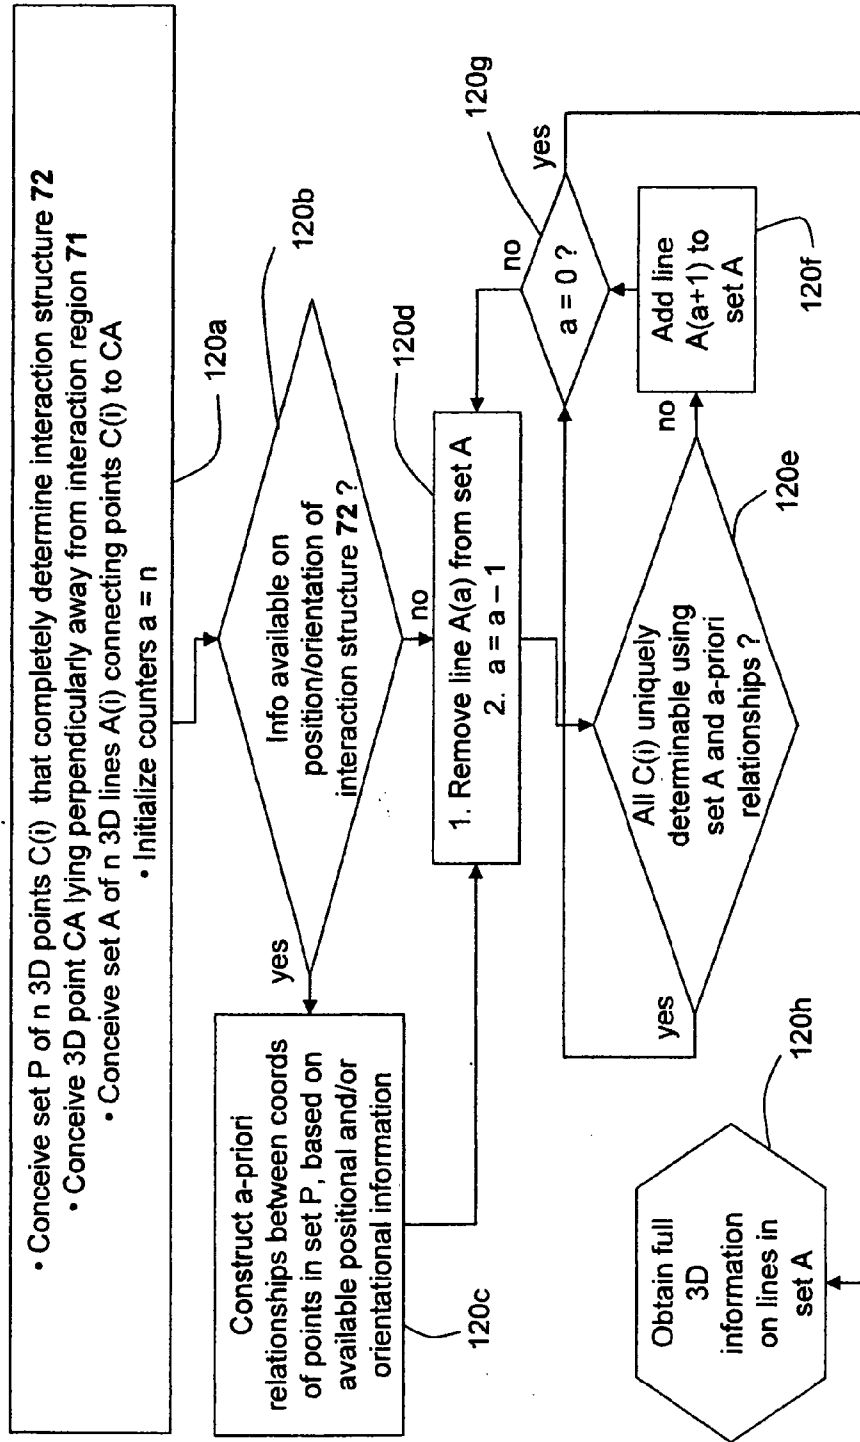 • Conceive set P of n 3D points C(i) that completely determine interaction structure 72
• Conceive 3D point CA lying perpendicularly away from interaction region 71
• Conceive set A of n 3D lines A(i) connecting points C(i) to CA
• Initialize counters a = n
120a
Info available on
position/orientation of
interaction structure 72 ?
120b
yes
no
Construct a-priori
relationships between coords
of points in set P, based on
available positional and/or
orientational information
120c
1. Remove line A(a) from set A
2. a = a – 1
120d
All C(i) uniquely
determinable using
set A and a-priori
relationships ?
120e
yes
no
Add line
A(a+1) to
set A
120f
a = 0 ?
120g
no
yes
Obtain full
3D
information
on lines in
set A
120h